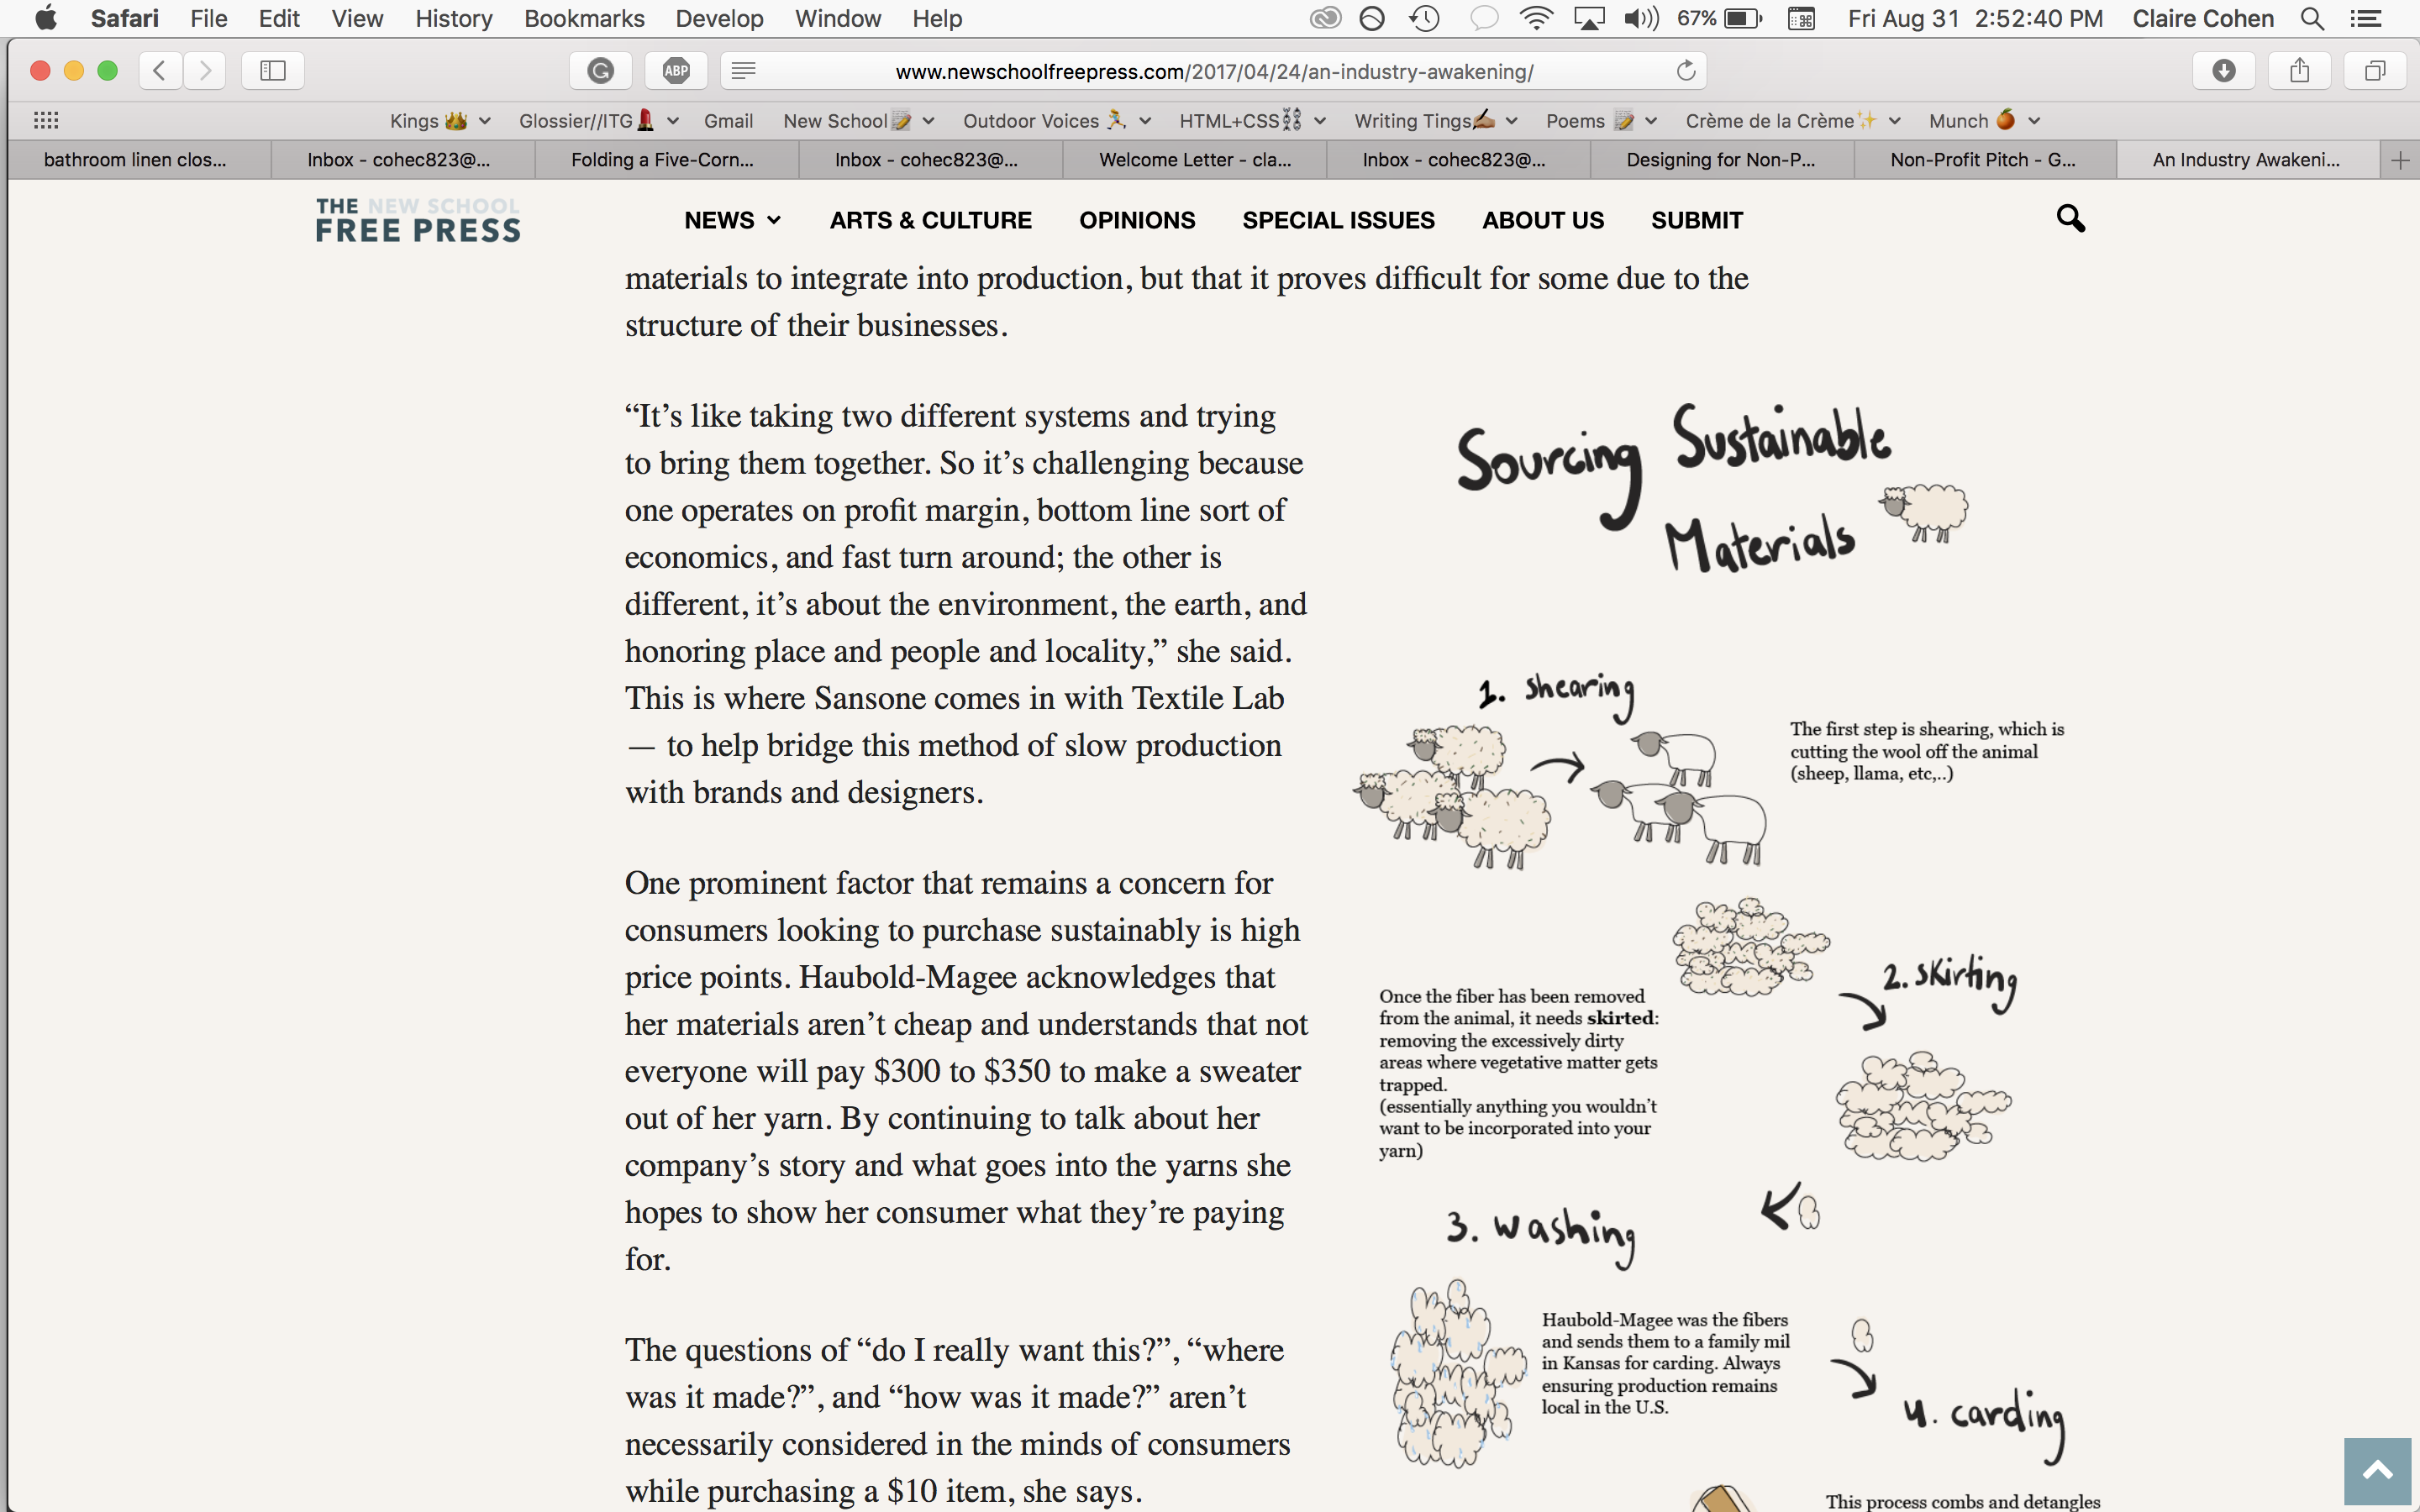 Safari File Edit View History Bookmarks Develop Window Help 67% Fri Aug 31 2:52:40 PM Claire Cohen
ABP www.newschoolfreepress.com/2017/04/24/an-industry-awakening/
Kings Glossier//ITG Gmail New School Outdoor Voices HTML+CSS Writing Tings Poems Crème de la Crème Munch
bathroom linen clos... Inbox - cohec823@... Folding a Five-Corn... Inbox - cohec823@... Welcome Letter - cla... Inbox - cohec823@... Designing for Non-P... Non-Profit Pitch - G... An Industry Awakeni...
THE NEW SCHOOL
FREE PRESS
NEWS ARTS & CULTURE OPINIONS SPECIAL ISSUES ABOUT US SUBMIT
materials to integrate into production, but that it proves difficult for some due to the
structure of their businesses.
“It’s like taking two different systems and trying
to bring them together. So it’s challenging because
one operates on profit margin, bottom line sort of
economics, and fast turn around; the other is
different, it’s about the environment, the earth, and
honoring place and people and locality,” she said.
This is where Sansone comes in with Textile Lab
— to help bridge this method of slow production
with brands and designers.
One prominent factor that remains a concern for
consumers looking to purchase sustainably is high
price points. Haubold-Magee acknowledges that
her materials aren’t cheap and understands that not
everyone will pay $300 to $350 to make a sweater
out of her yarn. By continuing to talk about her
company’s story and what goes into the yarns she
hopes to show her consumer what they’re paying
for.
The questions of “do I really want this?”, “where
was it made?”, and “how was it made?” aren’t
necessarily considered in the minds of consumers
while purchasing a $10 item, she says.
Sourcing Sustainable
Materials
1. shearing
The first step is shearing, which is
cutting the wool off the animal
(sheep, llama, etc,..)
2. skirting
Once the fiber has been removed
from the animal, it needs skirted:
removing the excessively dirty
areas where vegetative matter gets
trapped.
(essentially anything you wouldn’t
want to be incorporated into your
yarn)
3. washing
Haubold-Magee was the fibers
and sends them to a family mil
in Kansas for carding. Always
ensuring production remains
local in the U.S.
4. carding
This process combs and detangles